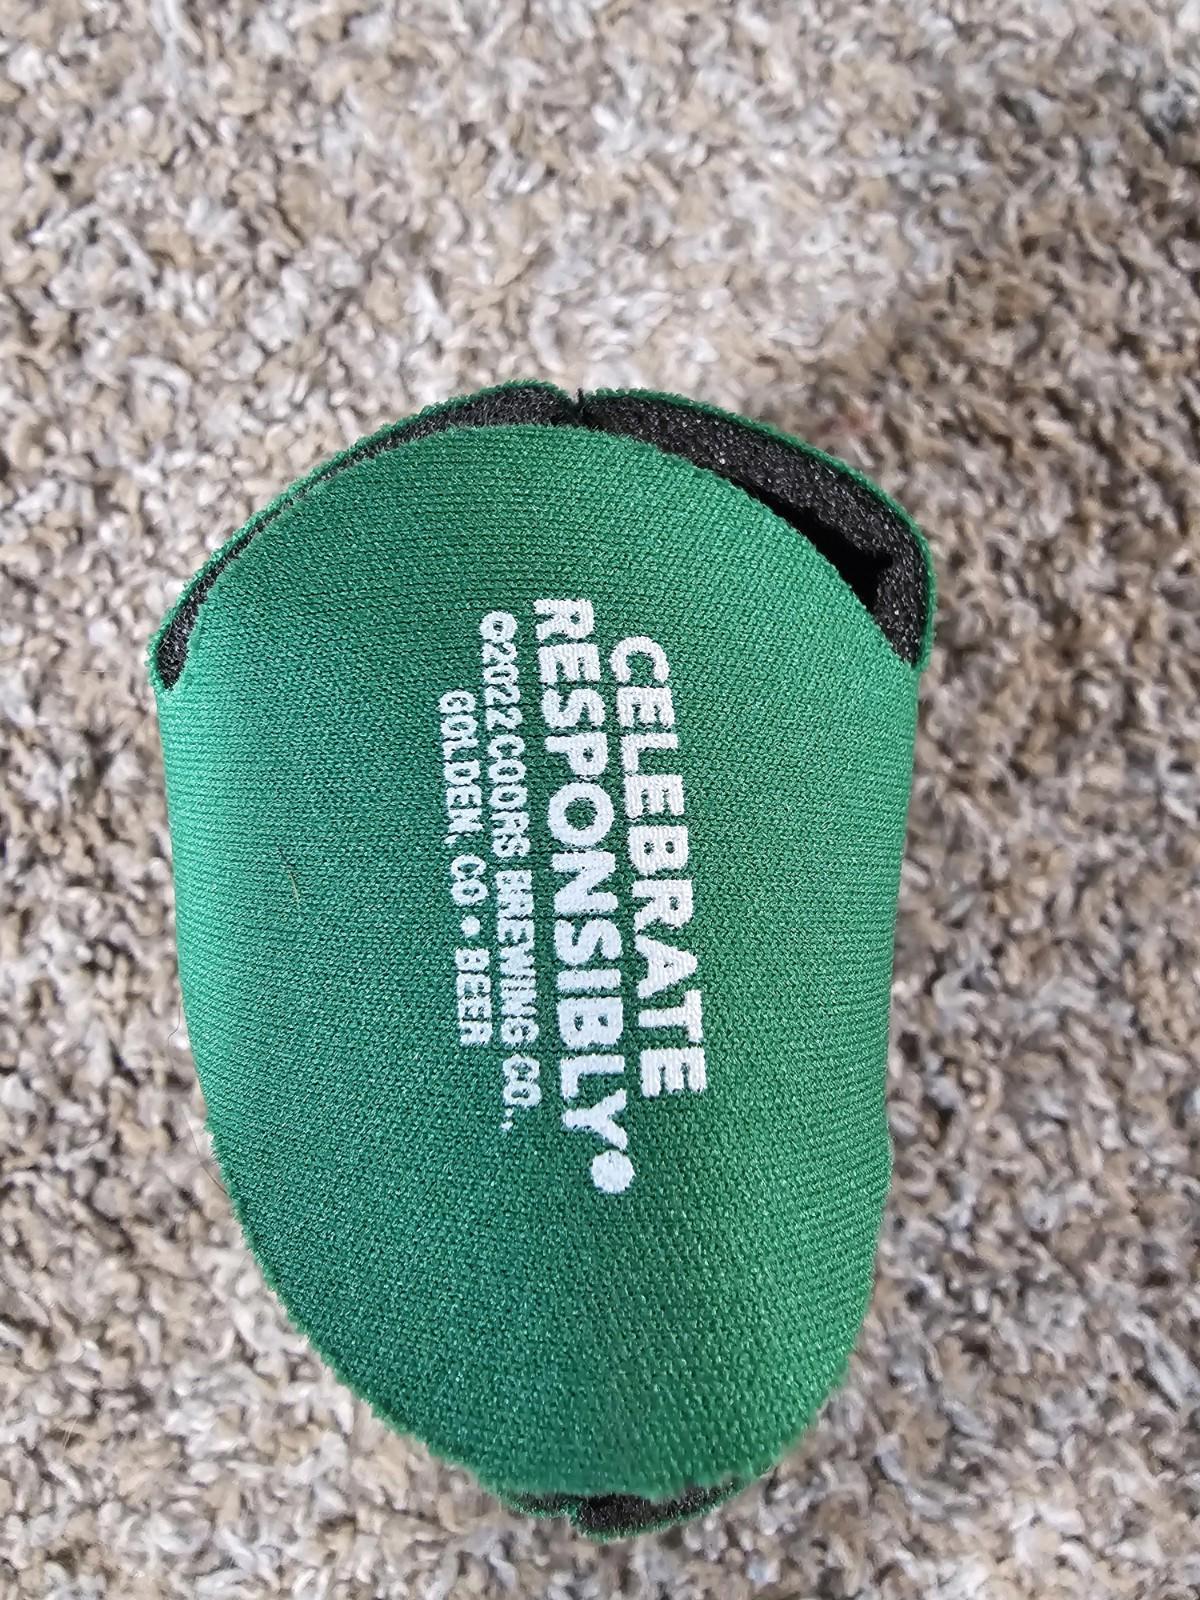 CELEBRATE
RESPONSIBLY●
©2022 COORS BREWING CO.,
GOLDEN, CO • BEER